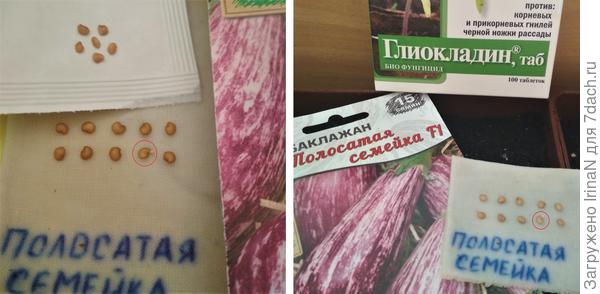 ПОЛОСАТАЯ
СЕМЕЙКА
против:
корневых
и прикорневых гнилей
черной ножки рассады
Глиокладин,® таб
БИО ФУНГИЦИД
100 таблеток
15 СЕМЯН
БАКЛАЖАН
Полосатая
семейка F1
ПОЛОСАТАЯ
СЕМЕЙКА
Загружено IrinaN для 7dach.ru